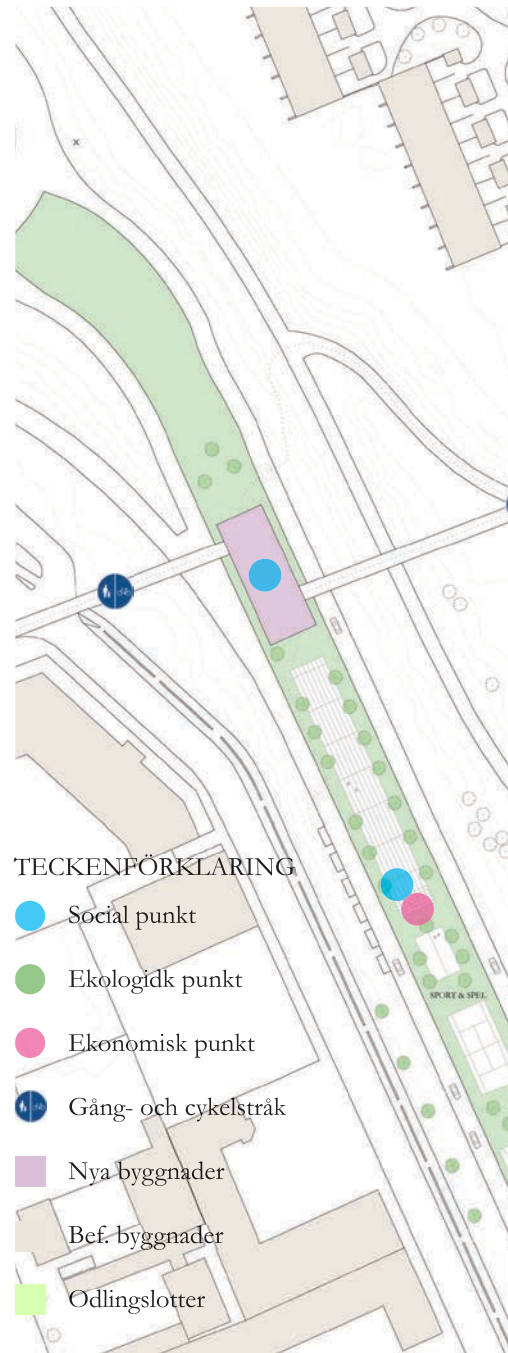 TECKENFÖRKLARING
Social punkt
Ekologidk punkt
Ekonomisk punkt
SPORT & SPEL
Gång- och cykelstråk
Nya byggnader
Bef. byggnader
Odlingslotter